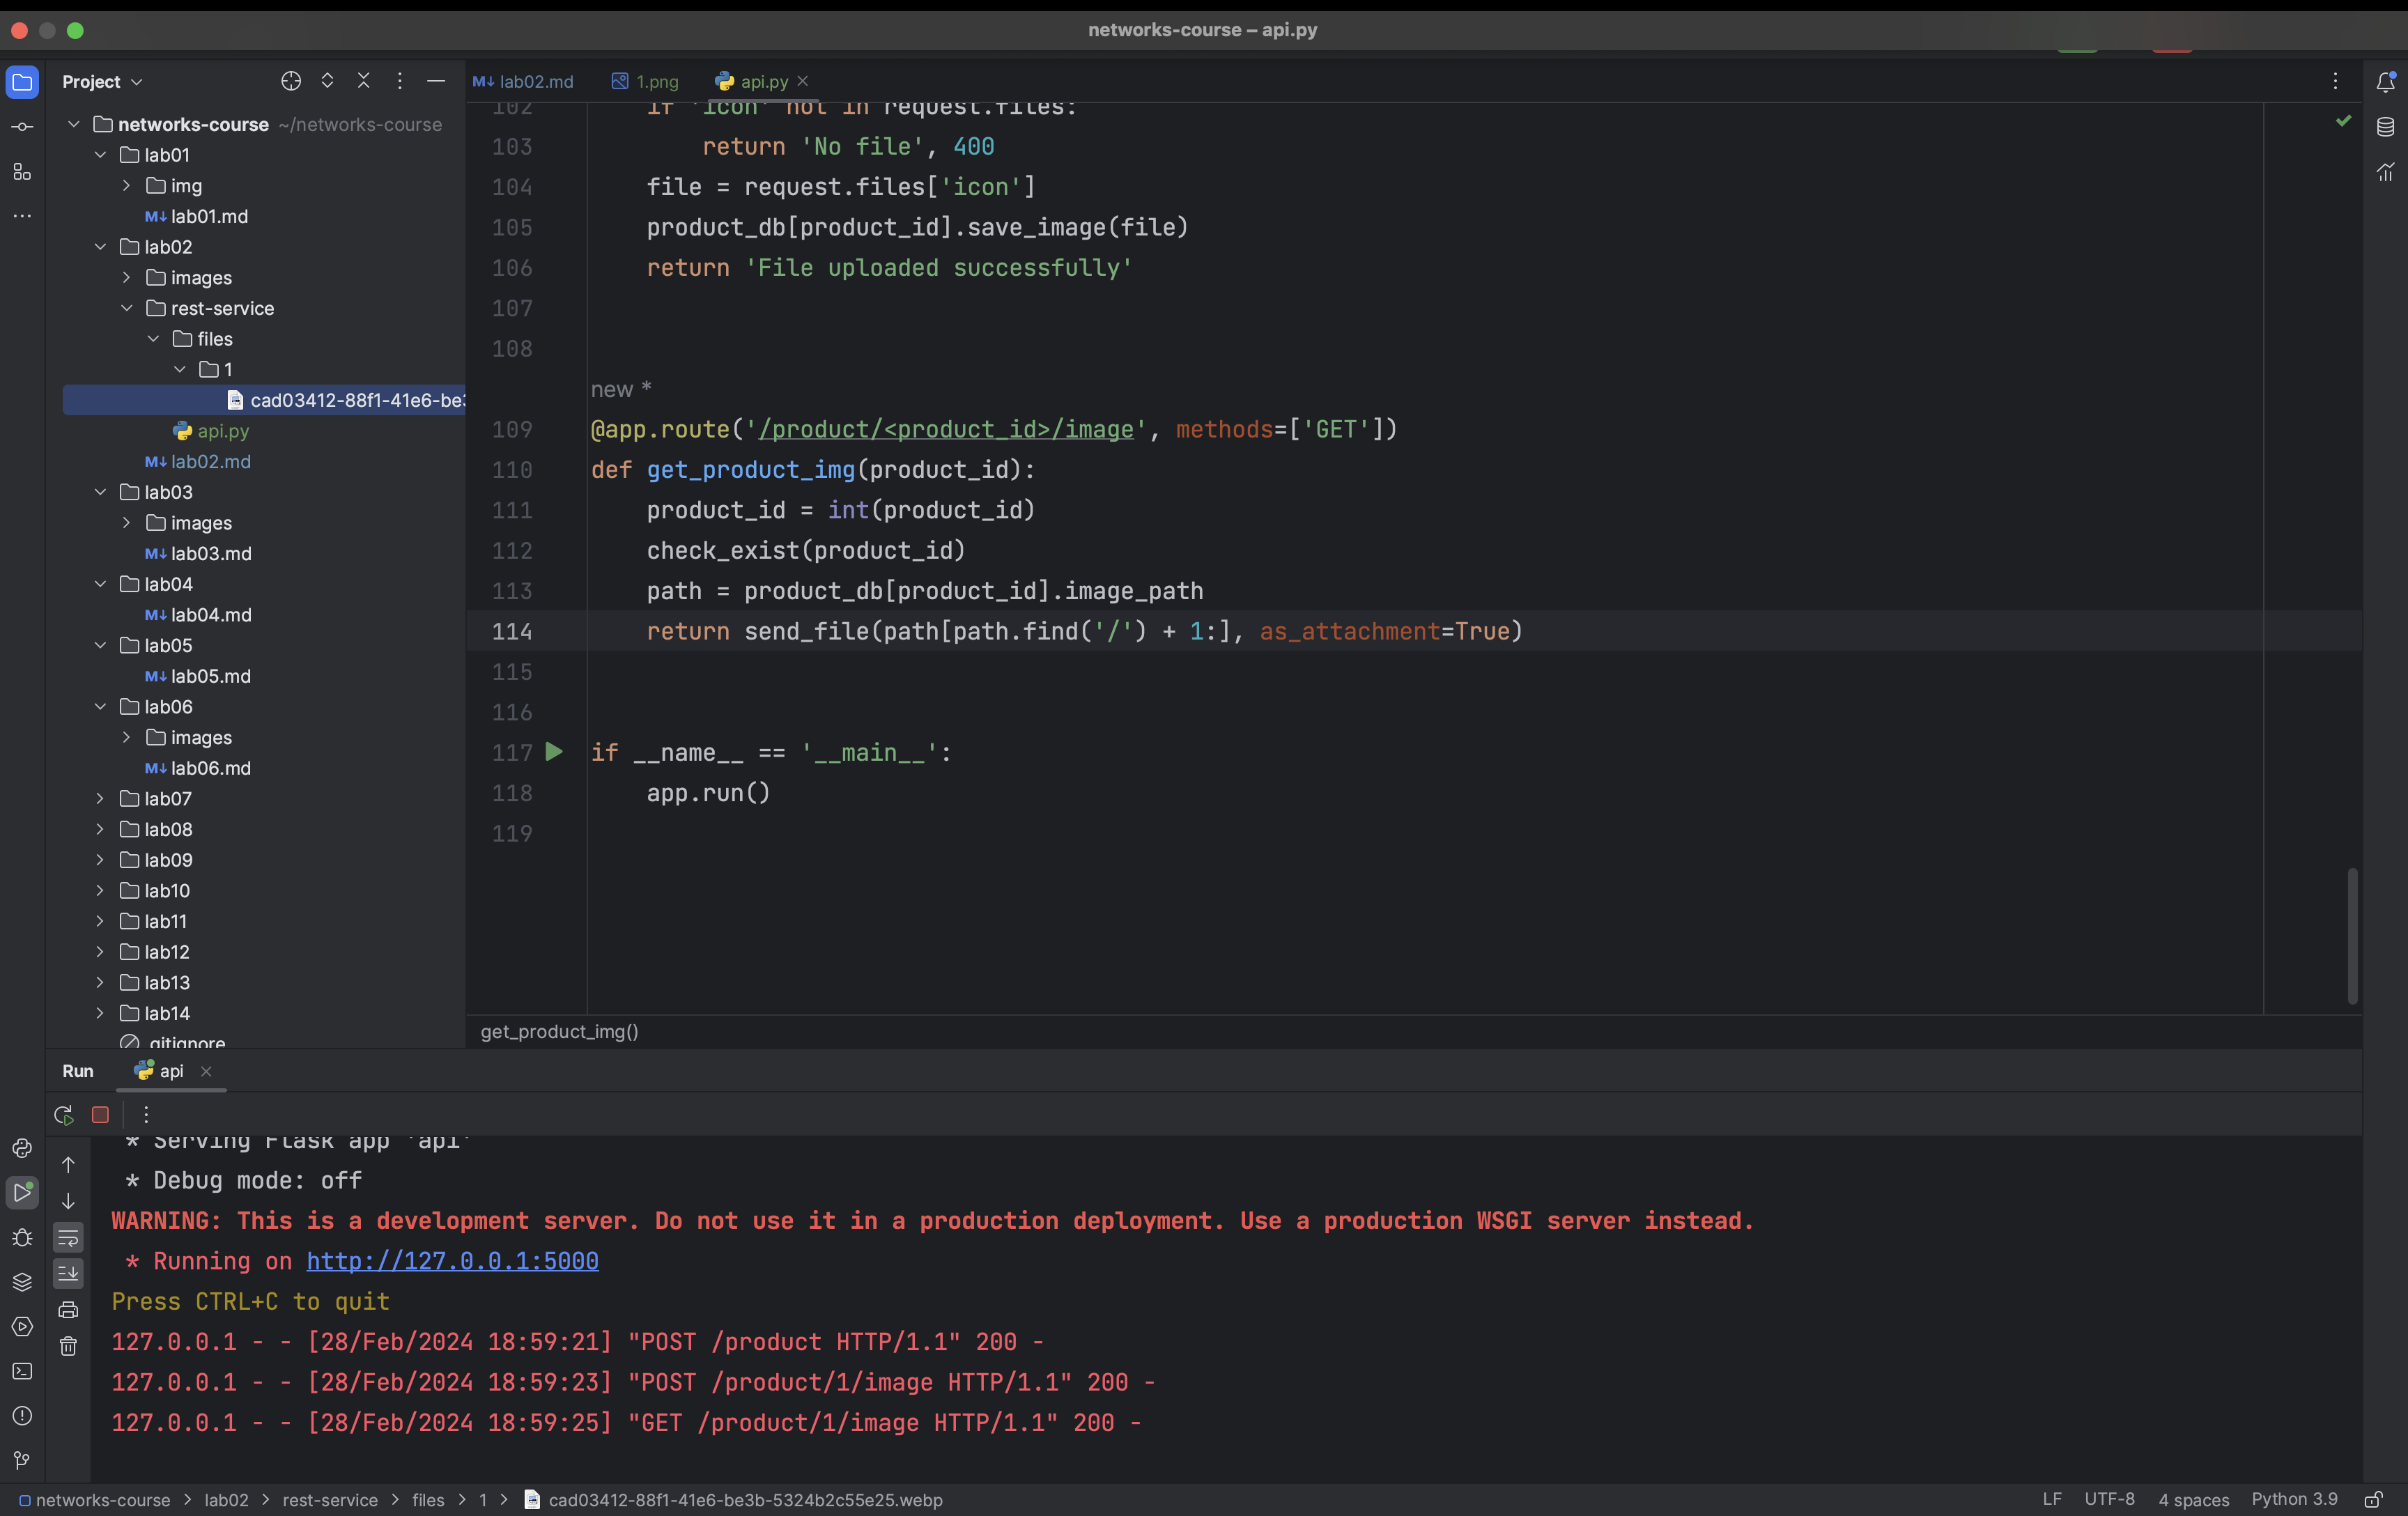 networks-course – api.py
Project
networks-course ~/networks-course
lab01
img
M↓ lab01.md
lab02
images
rest-service
files
1
cad03412-88f1-41e6-be3
api.py
M↓ lab02.md
lab03
images
M↓ lab03.md
lab04
M↓ lab04.md
lab05
M↓ lab05.md
lab06
images
M↓ lab06.md
lab07
lab08
lab09
lab10
lab11
lab12
lab13
lab14
.gitignore
M↓ lab02.md 1.png api.py
102 if 'icon' not in request.files:
103 return 'No file', 400
104 file = request.files['icon']
105 product_db[product_id].save_image(file)
106 return 'File uploaded successfully'
107
108
new *
109 @app.route('/product/<product_id>/image', methods=['GET'])
110 def get_product_img(product_id):
111 product_id = int(product_id)
112 check_exist(product_id)
113 path = product_db[product_id].image_path
114 return send_file(path[path.find('/') + 1:], as_attachment=True)
115
116
117 if __name__ == '__main__':
118 app.run()
119
get_product_img()
Run api
* Serving Flask app 'api'
* Debug mode: off
WARNING: This is a development server. Do not use it in a production deployment. Use a production WSGI server instead.
* Running on http://127.0.0.1:5000
Press CTRL+C to quit
127.0.0.1 - - [28/Feb/2024 18:59:21] "POST /product HTTP/1.1" 200 -
127.0.0.1 - - [28/Feb/2024 18:59:23] "POST /product/1/image HTTP/1.1" 200 -
127.0.0.1 - - [28/Feb/2024 18:59:25] "GET /product/1/image HTTP/1.1" 200 -
networks-course > lab02 > rest-service > files > 1 > cad03412-88f1-41e6-be3b-5324b2c55e25.webp
LF UTF-8 4 spaces Python 3.9